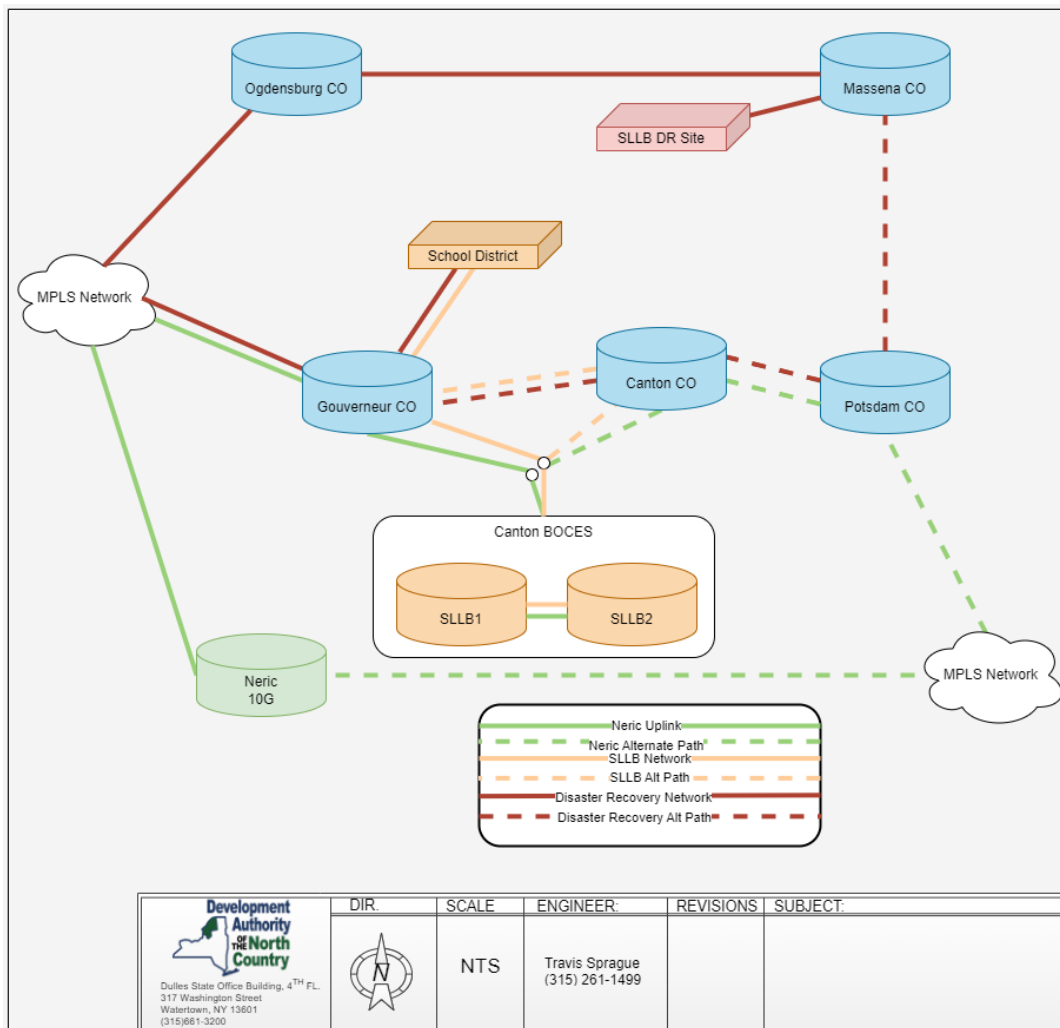 Ogdensburg CO
Massena CO
SLLB DR Site
School District
MPLS Network
Gouverneur CO
Canton CO
Potsdam CO
Canton BOCES
SLLB1
SLLB2
Neric
10G
MPLS Network
Neric Uplink
Neric Alternate Path
SLLB Network
SLLB Alt Path
Disaster Recovery Network
Disaster Recovery Alt Path
Development
Authority
OF THE North
Country
Dulles State Office Building, 4TH FL.
317 Washington Street
Watertown, NY 13601
(315)661-3200
DIR.
N
SCALE
NTS
ENGINEER:
Travis Sprague
(315) 261-1499
REVISIONS
SUBJECT: